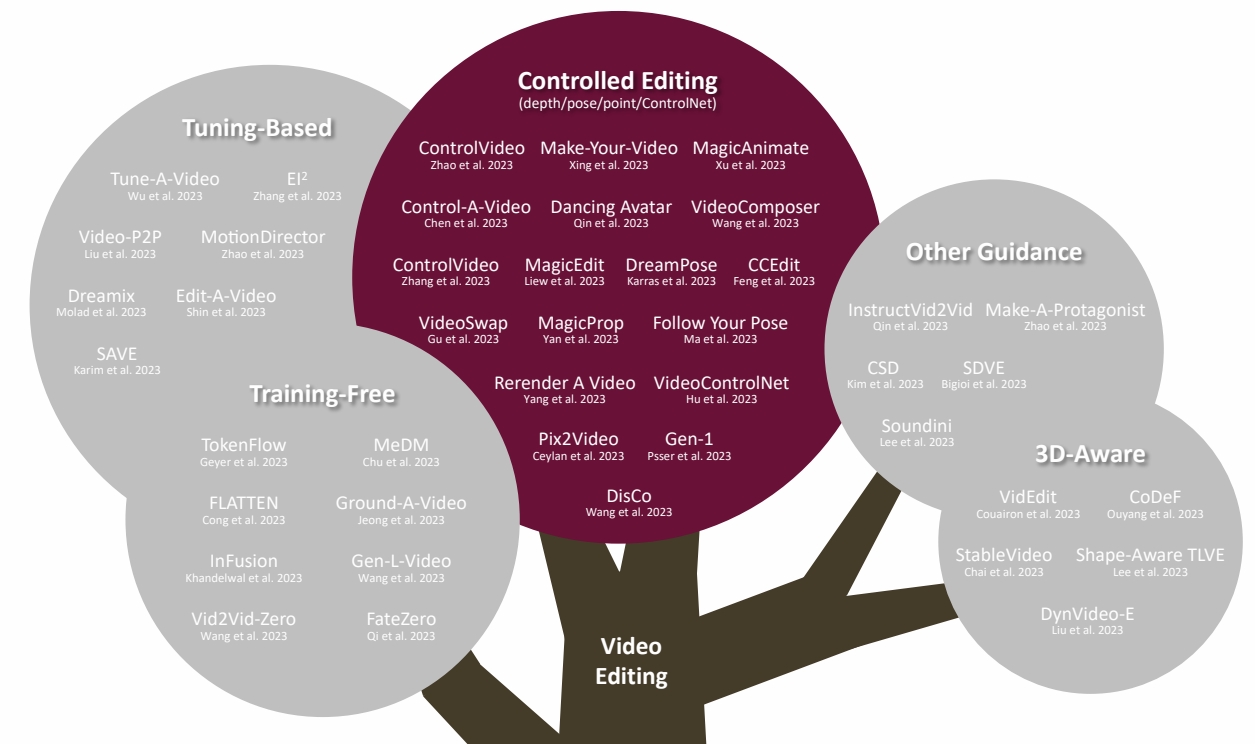 Controlled Editing
(depth/pose/point/ControlNet)
ControlVideo Make-Your-Video MagicAnimate
Zhao et al. 2023 Xing et al. 2023 Xu et al. 2023
Control-A-Video Dancing Avatar VideoComposer
Chen et al. 2023 Qin et al. 2023 Wang et al. 2023
ControlVideo MagicEdit DreamPose CCEdit
Zhang et al. 2023 Liew et al. 2023 Karras et al. 2023 Feng et al. 2023
VideoSwap MagicProp Follow Your Pose
Gu et al. 2023 Yan et al. 2023 Ma et al. 2023
Rerender A Video VideoControlNet
Yang et al. 2023 Hu et al. 2023
Pix2Video Gen-1
Ceylan et al. 2023 Psser et al. 2023
DisCo
Wang et al. 2023
Tuning-Based
Tune-A-Video EI²
Wu et al. 2023 Zhang et al. 2023
Video-P2P MotionDirector
Liu et al. 2023 Zhao et al. 2023
Dreamix Edit-A-Video
Molad et al. 2023 Shin et al. 2023
SAVE
Karim et al. 2023
Training-Free
TokenFlow MeDM
Geyer et al. 2023 Chu et al. 2023
FLATTEN Ground-A-Video
Cong et al. 2023 Jeong et al. 2023
InFusion Gen-L-Video
Khandelwal et al. 2023 Wang et al. 2023
Vid2Vid-Zero FateZero
Wang et al. 2023 Qi et al. 2023
Other Guidance
InstructVid2Vid Make-A-Protagonist
Qin et al. 2023 Zhao et al. 2023
CSD SDVE
Kim et al. 2023 Bigioi et al. 2023
Soundini
Lee et al. 2023
3D-Aware
VidEdit CoDeF
Couairon et al. 2023 Ouyang et al. 2023
StableVideo Shape-Aware TLVE
Chai et al. 2023 Lee et al. 2023
DynVideo-E
Liu et al. 2023
Video
Editing